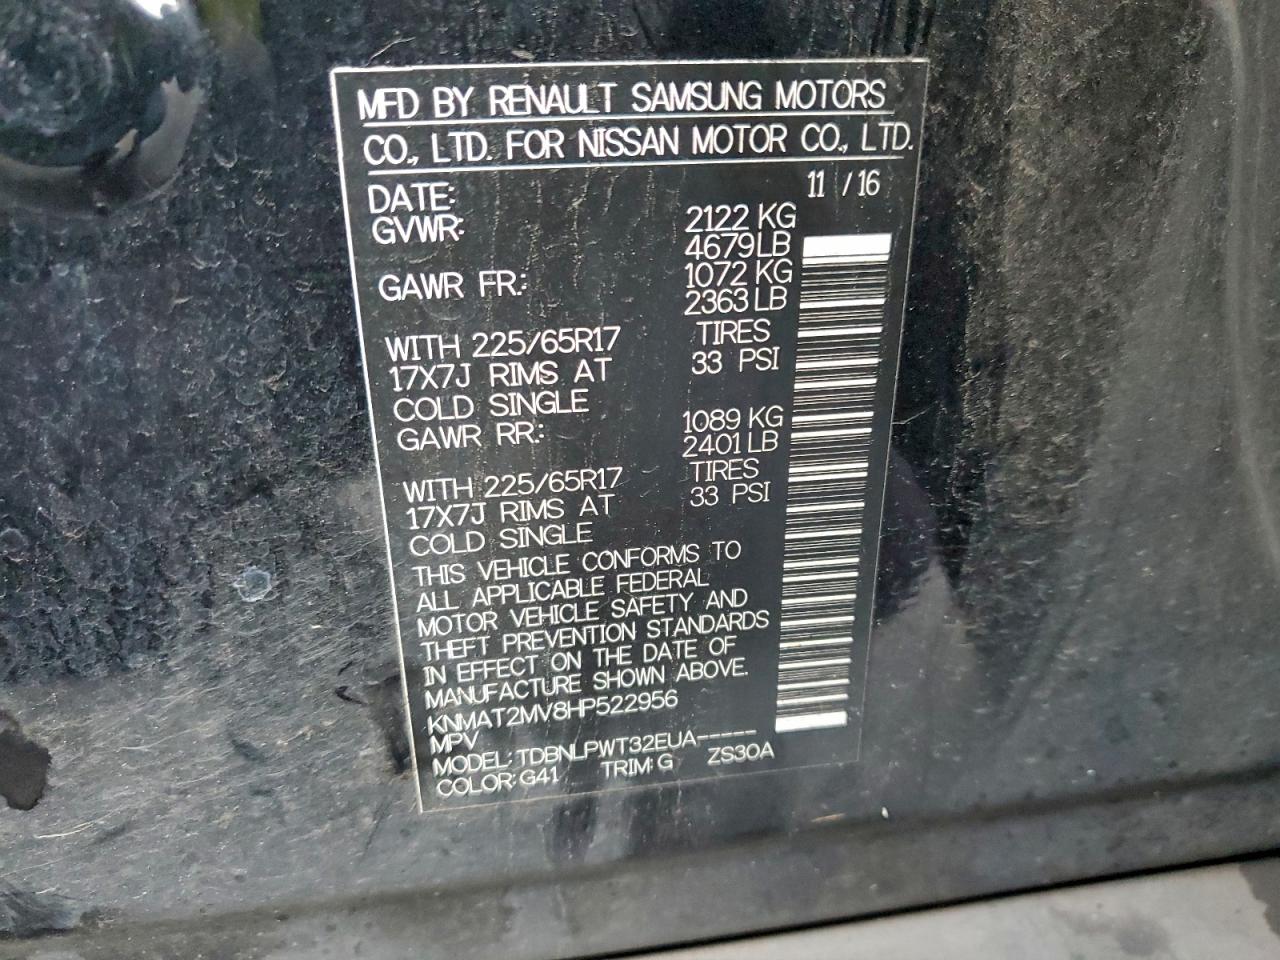 MFD BY RENAULT SAMSUNG MOTORS
CO., LTD. FOR NISSAN MOTOR CO., LTD.
DATE: 11 / 16
GVWR: 2122 KG
4679 LB
GAWR FR: 1072 KG
2363 LB
WITH 225/65R17 TIRES
17X7J RIMS AT 33 PSI
COLD SINGLE
GAWR RR: 1089 KG
2401 LB
WITH 225/65R17 TIRES
17X7J RIMS AT 33 PSI
COLD SINGLE
THIS VEHICLE CONFORMS TO
ALL APPLICABLE FEDERAL
MOTOR VEHICLE SAFETY AND
THEFT PREVENTION STANDARDS
IN EFFECT ON THE DATE OF
MANUFACTURE SHOWN ABOVE.
KNMAT2MV8HP522956
MPV
MODEL: TDBNLPWT32EUA-----
COLOR: G41 TRIM: G ZS30A